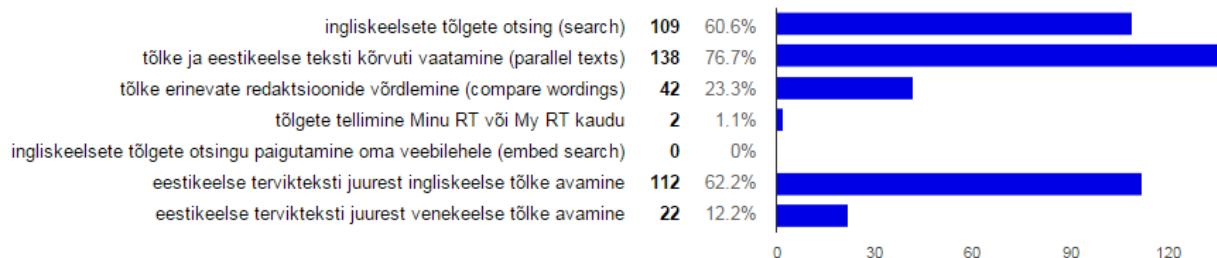 ingliskeelsete tõlgete otsing (search) 109 60.6%
tõlke ja eestikeelse teksti kõrvuti vaatamine (parallel texts) 138 76.7%
tõlke erinevate redaktsioonide võrdlemine (compare wordings) 42 23.3%
tõlgete tellimine Minu RT või My RT kaudu 2 1.1%
ingliskeelsete tõlgete otsingu paigutamine oma veebilehele (embed search) 0 0%
eestikeelse tervikteksti juurest ingliskeelse tõlke avamine 112 62.2%
eestikeelse tervikteksti juurest venekeelse tõlke avamine 22 12.2%
0 30 60 90 120